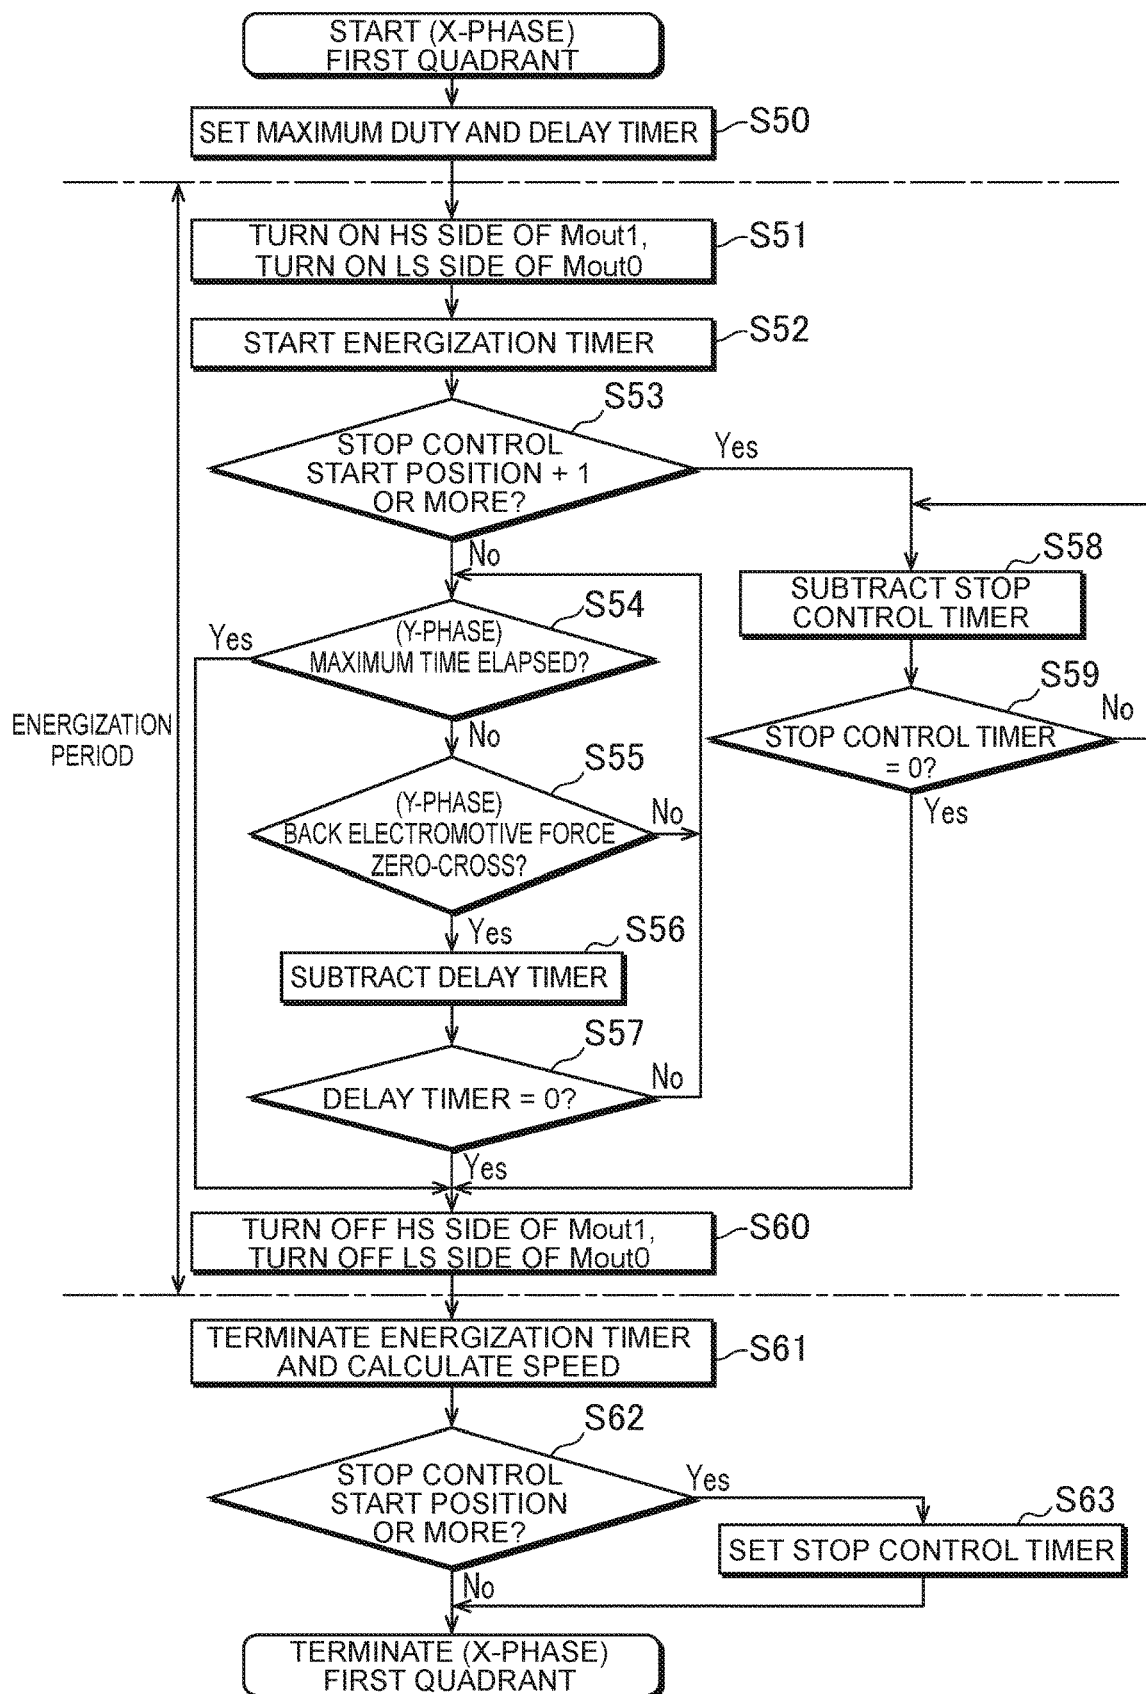 START (X-PHASE)
FIRST QUADRANT
SET MAXIMUM DUTY AND DELAY TIMER
S50
TURN ON HS SIDE OF Mout1,
TURN ON LS SIDE OF Mout0
S51
START ENERGIZATION TIMER
S52
S53
STOP CONTROL
START POSITION + 1
OR MORE?
Yes
No
S58
SUBTRACT STOP
CONTROL TIMER
S54
(Y-PHASE)
MAXIMUM TIME ELAPSED?
Yes
No
S59
STOP CONTROL TIMER
= 0?
No
Yes
ENERGIZATION
PERIOD
S55
(Y-PHASE)
BACK ELECTROMOTIVE FORCE
ZERO-CROSS?
No
Yes
S56
SUBTRACT DELAY TIMER
S57
DELAY TIMER = 0?
No
Yes
TURN OFF HS SIDE OF Mout1,
TURN OFF LS SIDE OF Mout0
S60
TERMINATE ENERGIZATION TIMER
AND CALCULATE SPEED
S61
S62
STOP CONTROL
START POSITION
OR MORE?
Yes
No
S63
SET STOP CONTROL TIMER
TERMINATE (X-PHASE)
FIRST QUADRANT